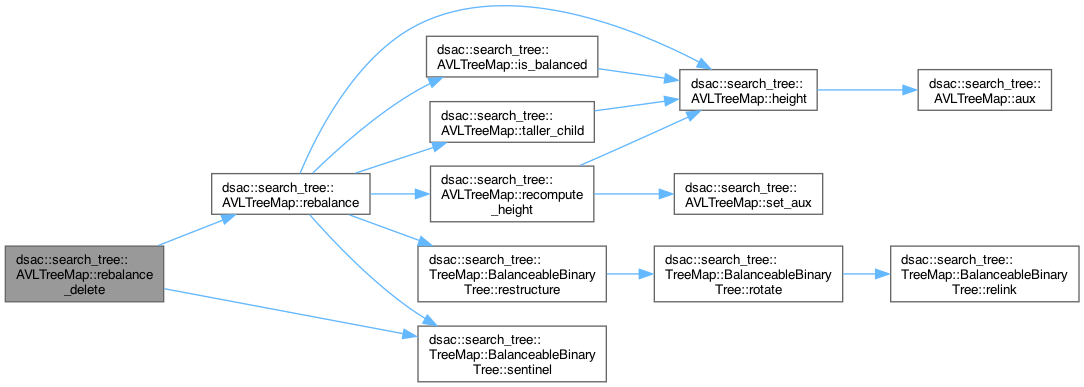 dsac::search_tree::
AVLTreeMap::rebalance
_delete
dsac::search_tree::
AVLTreeMap::rebalance
dsac::search_tree::
AVLTreeMap::is_balanced
dsac::search_tree::
AVLTreeMap::taller_child
dsac::search_tree::
AVLTreeMap::recompute
_height
dsac::search_tree::
TreeMap::BalanceableBinary
Tree::restructure
dsac::search_tree::
TreeMap::BalanceableBinary
Tree::sentinel
dsac::search_tree::
AVLTreeMap::height
dsac::search_tree::
AVLTreeMap::set_aux
dsac::search_tree::
TreeMap::BalanceableBinary
Tree::rotate
dsac::search_tree::
AVLTreeMap::aux
dsac::search_tree::
TreeMap::BalanceableBinary
Tree::relink